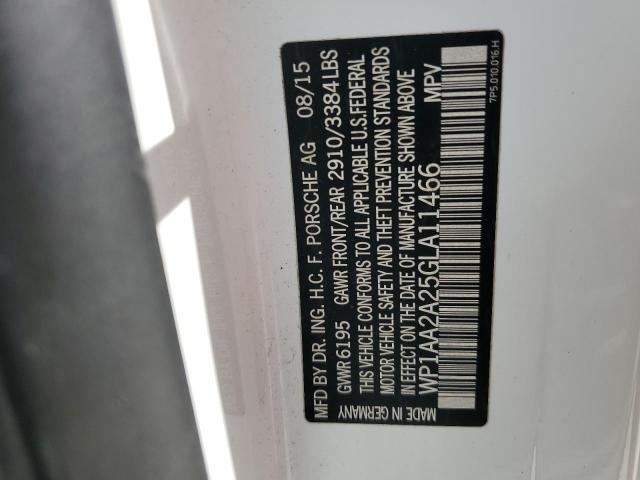 MFD BY DR. ING. H.C. F. PORSCHE AG 08/15
GVWR 6195 GAWR FRONT/REAR 2910/3384 LBS
THIS VEHICLE CONFORMS TO ALL APPLICABLE U.S. FEDERAL
MOTOR VEHICLE SAFETY AND THEFT PREVENTION STANDARDS
IN EFFECT ON THE DATE OF MANUFACTURE SHOWN ABOVE
WP1AA2A25GLA11466 MPV
MADE IN GERMANY
7P5.010.016.H